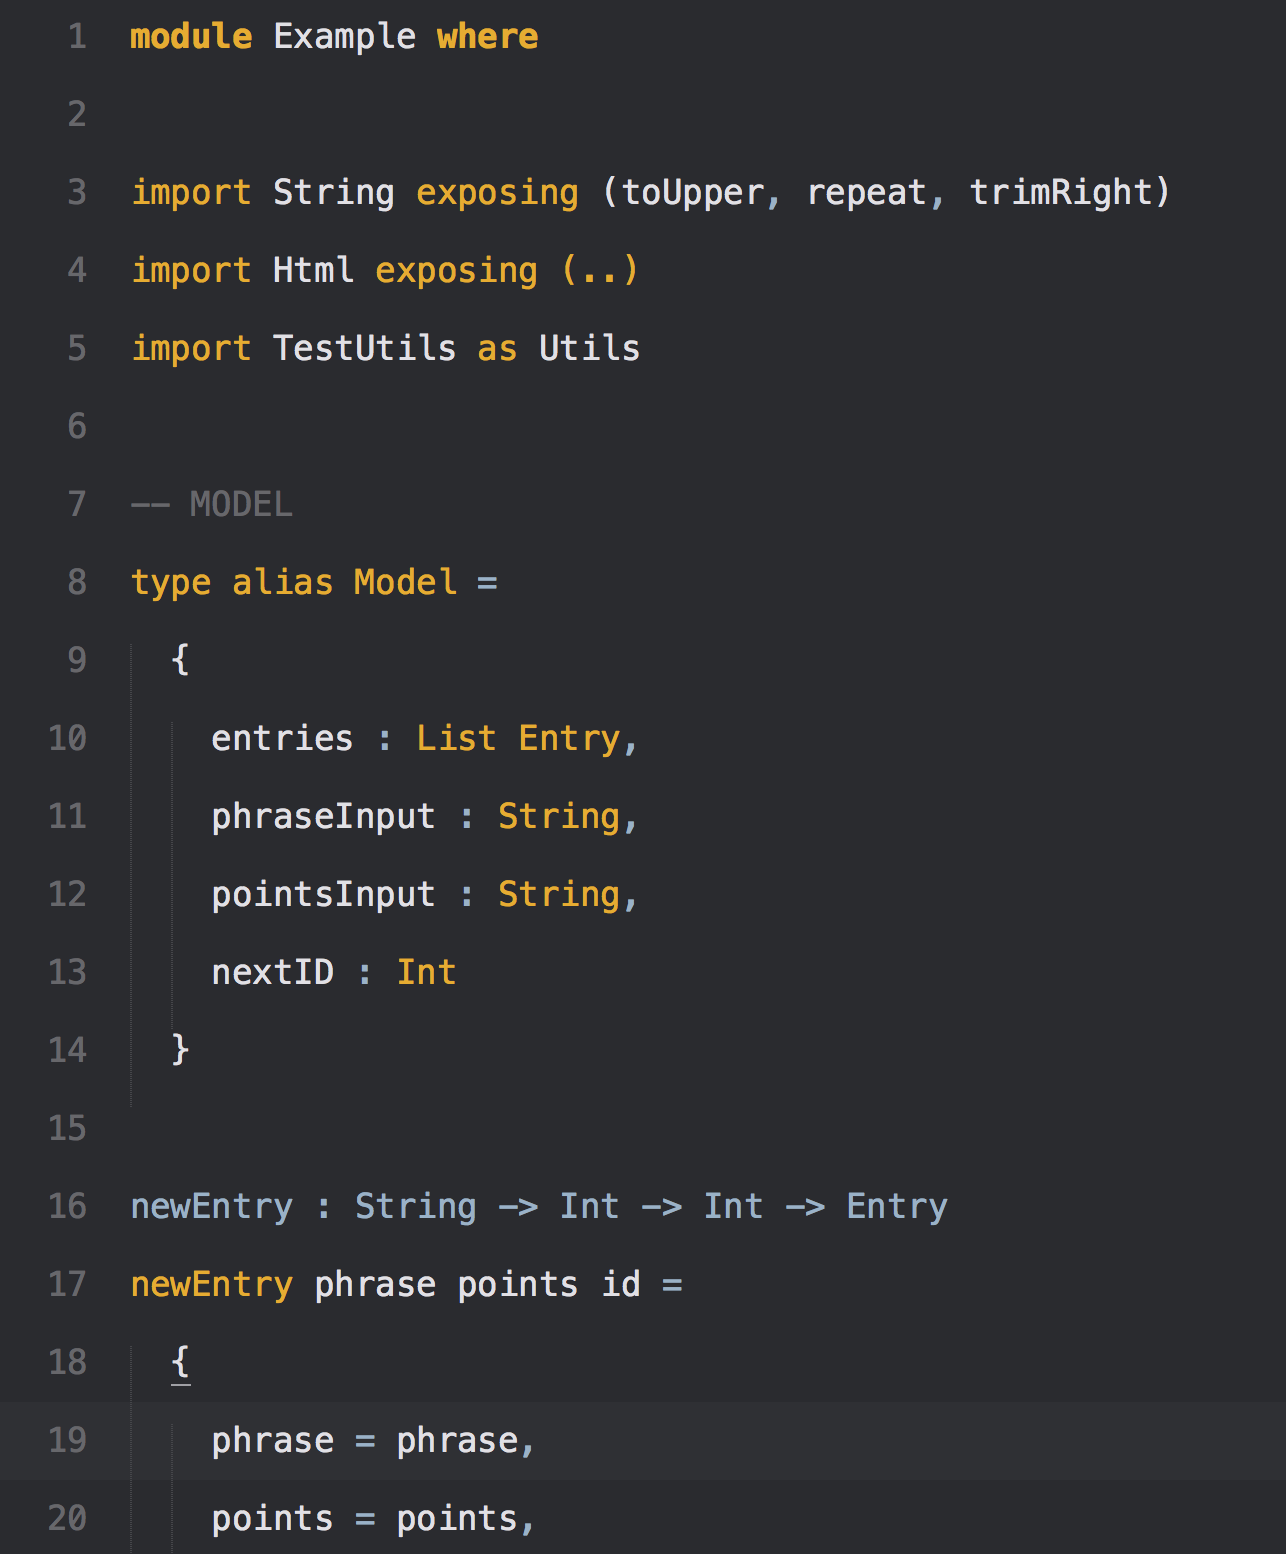 1 module Example where
2
3 import String exposing (toUpper, repeat, trimRight)
4 import Html exposing (..)
5 import TestUtils as Utils
6
7 -- MODEL
8 type alias Model =
9 {
10 entries : List Entry,
11 phraseInput : String,
12 pointsInput : String,
13 nextID : Int
14 }
15
16 newEntry : String -> Int -> Int -> Entry
17 newEntry phrase points id =
18 {
19 phrase = phrase,
20 points = points,